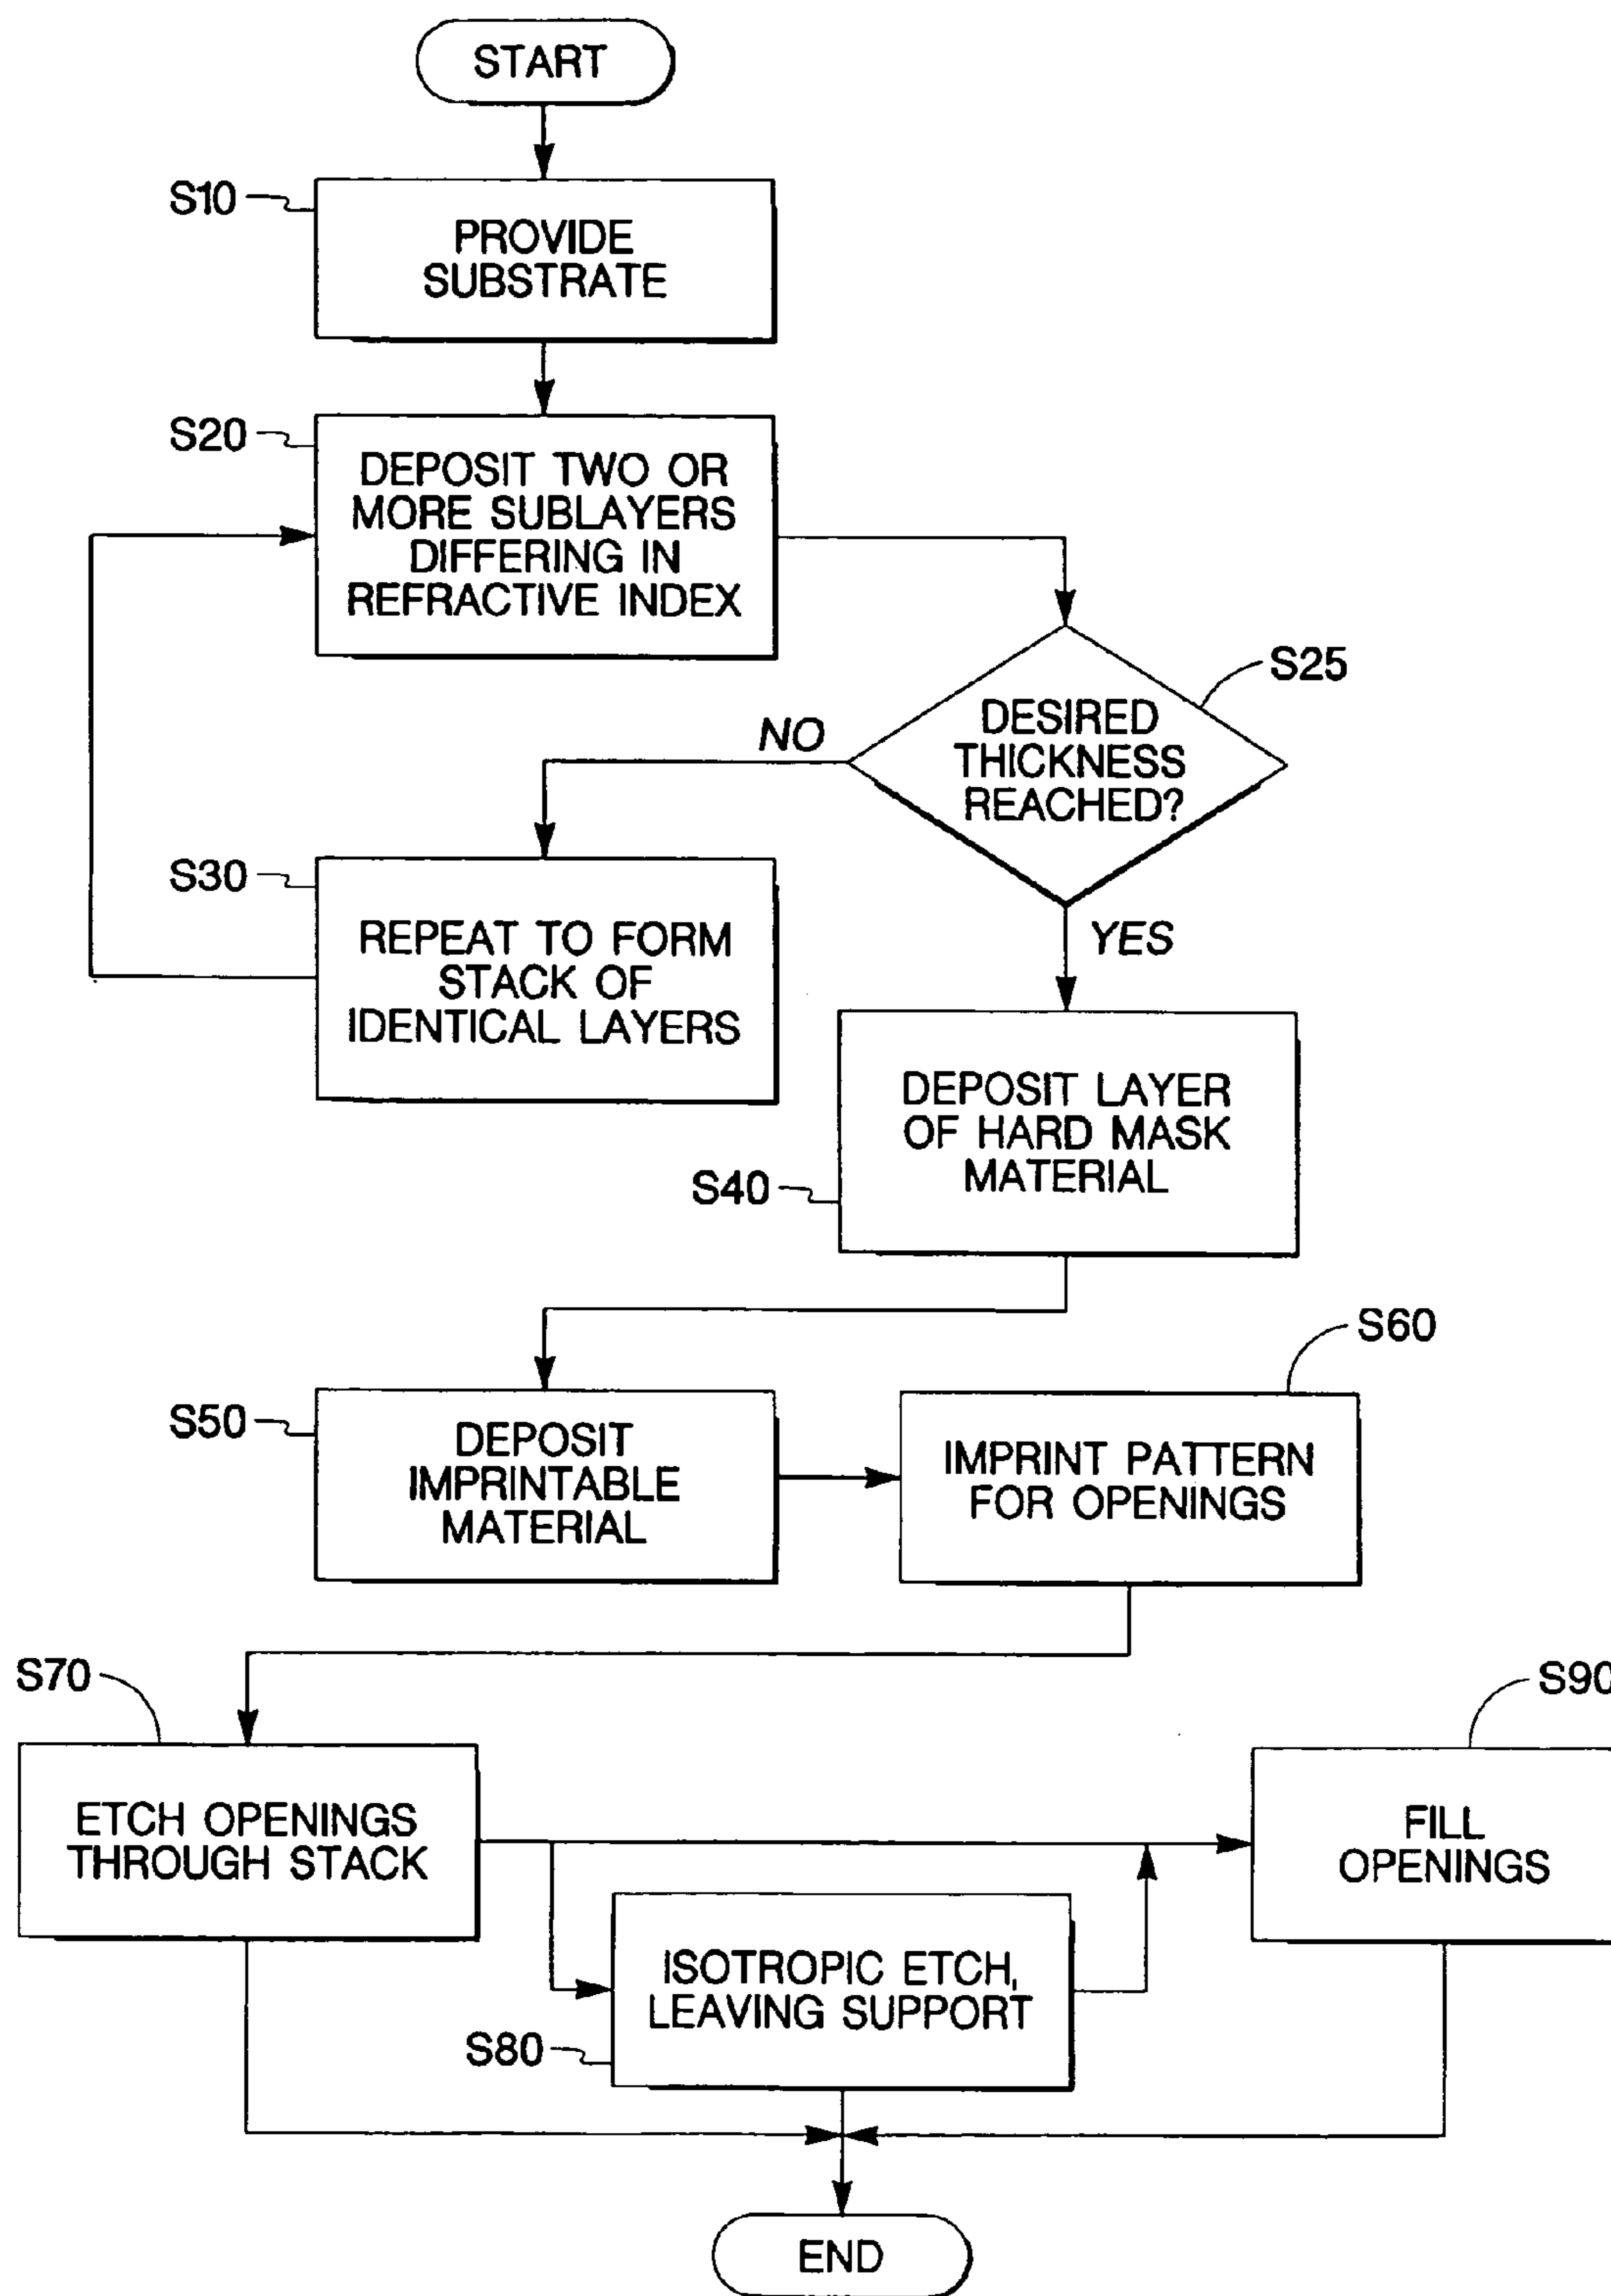 START
S10
PROVIDE
SUBSTRATE
S20
DEPOSIT TWO OR
MORE SUBLAYERS
DIFFERING IN
REFRACTIVE INDEX
S25
DESIRED
THICKNESS
REACHED?
NO
YES
S30
REPEAT TO FORM
STACK OF
IDENTICAL LAYERS
DEPOSIT LAYER
OF HARD MASK
MATERIAL
S40
S60
S50
DEPOSIT
IMPRINTABLE
MATERIAL
IMPRINT PATTERN
FOR OPENINGS
S70
S90
ETCH OPENINGS
THROUGH STACK
FILL
OPENINGS
ISOTROPIC ETCH,
LEAVING SUPPORT
S80
END